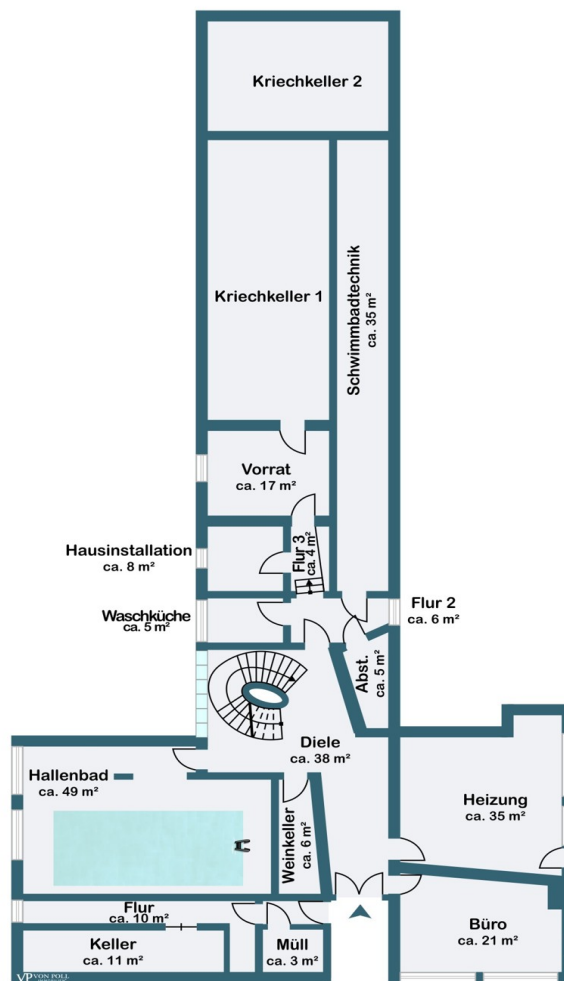 Kriechkeller 2
Kriechkeller 1
Schwimmbadtechnik
ca. 35 m²
Vorrat
ca. 17 m²
Hausinstallation
ca. 8 m²
Flur 3
ca. 4 m²
Waschküche
ca. 5 m²
Flur 2
ca. 6 m²
Abst.
ca. 5 m²
Diele
ca. 38 m²
Hallenbad
ca. 49 m²
Heizung
ca. 35 m²
Weinkeller
ca. 6 m²
Flur
ca. 10 m²
Büro
ca. 21 m²
Keller
ca. 11 m²
Müll
ca. 3 m²
VP VON POLL